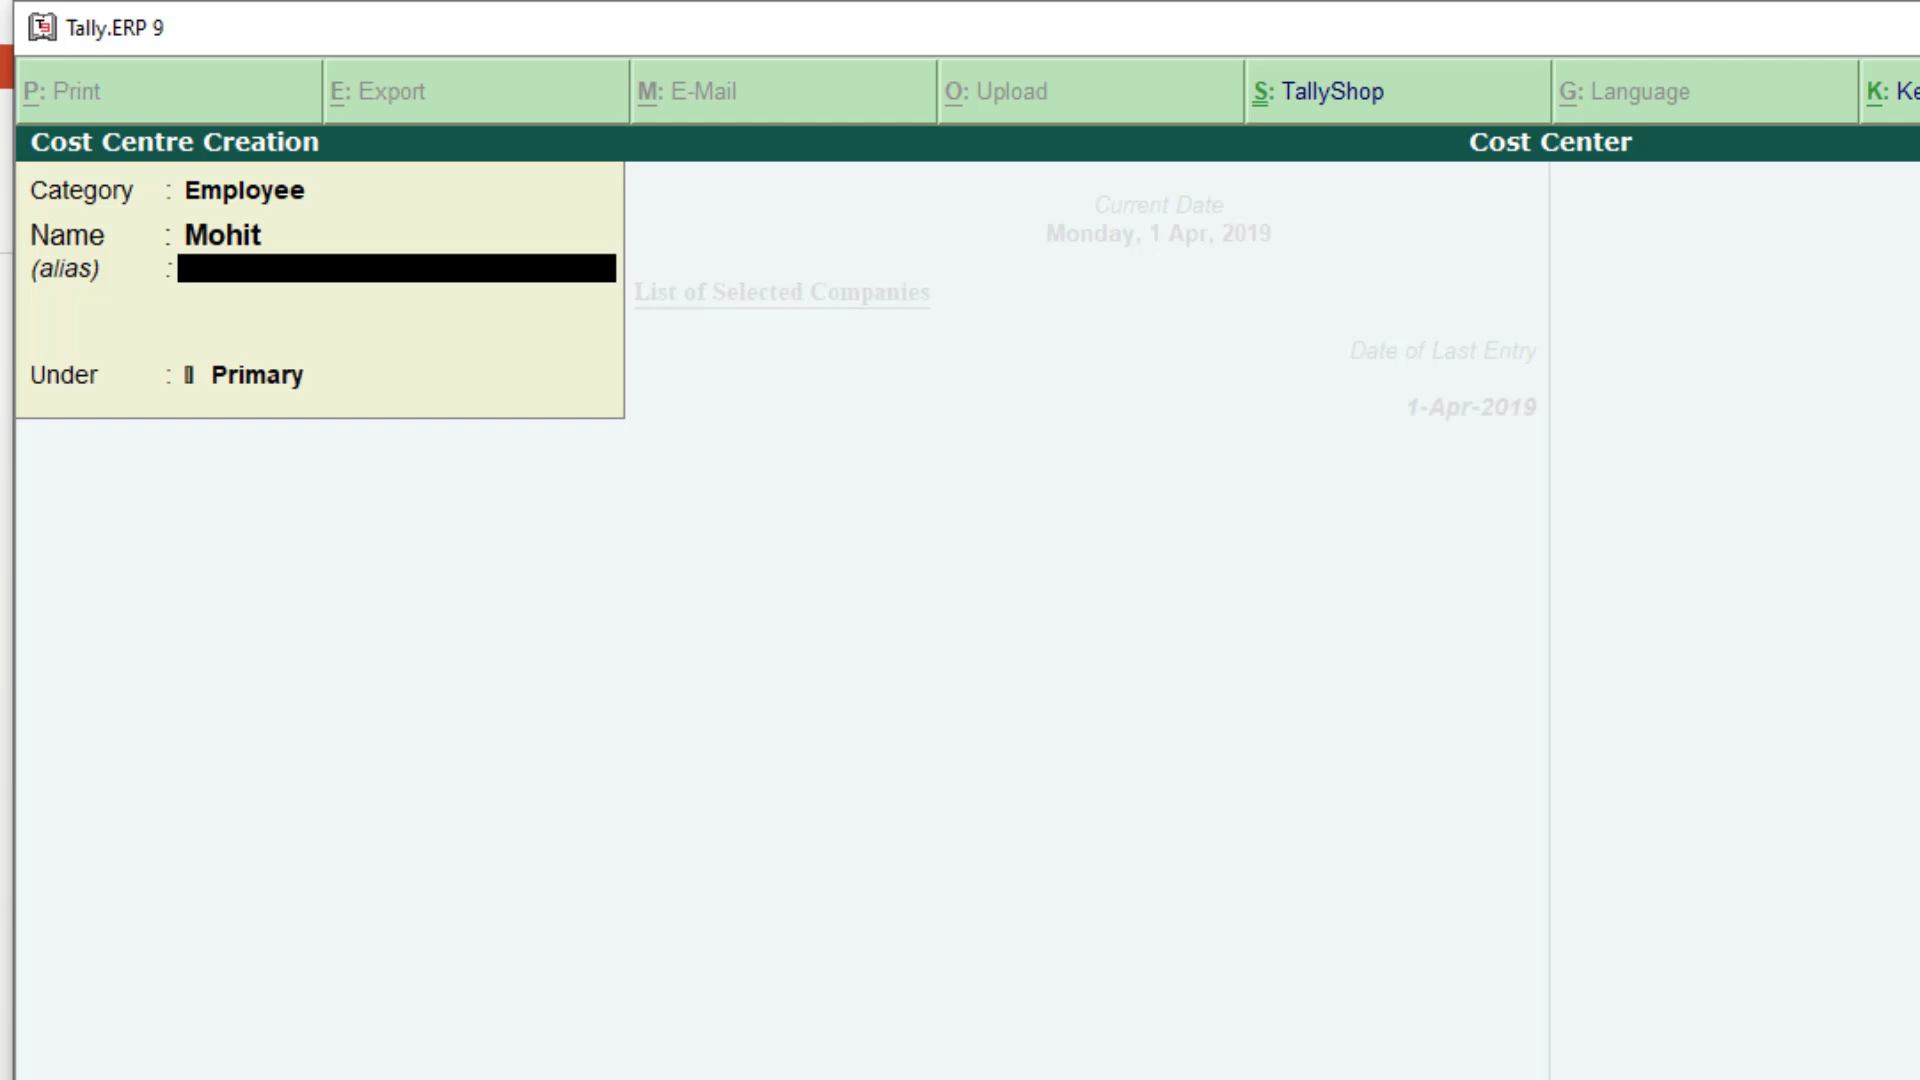 Tally.ERP 9
P: Print E: Export M: E-Mail O: Upload S: TallyShop G: Language K: Ke
Cost Centre Creation Cost Center
Category : Employee
Name : Mohit
(alias) :
Under : Primary
Current Date
Monday, 1 Apr, 2019
List of Selected Companies
Date of Last Entry
1-Apr-2019